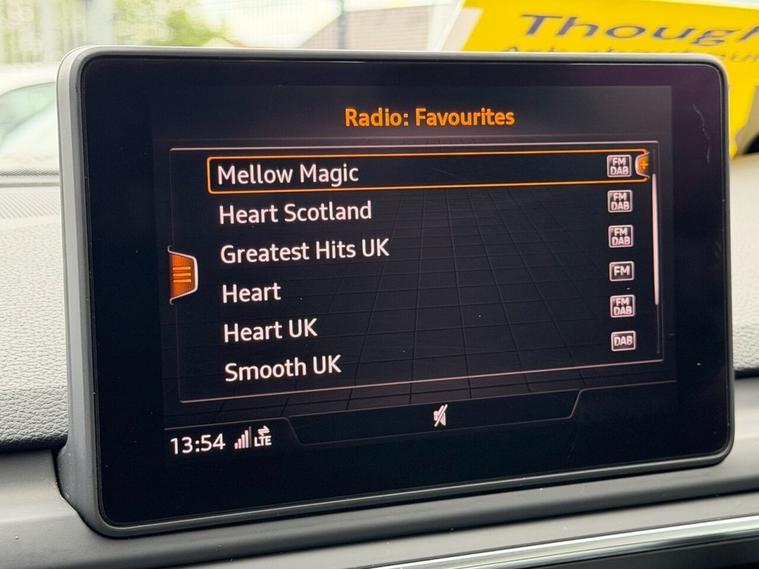 Though
Radio: Favourites
Mellow Magic FM DAB
Heart Scotland FM DAB
Greatest Hits UK FM DAB
Heart FM
Heart UK FM DAB
Smooth UK DAB
13:54 LTE